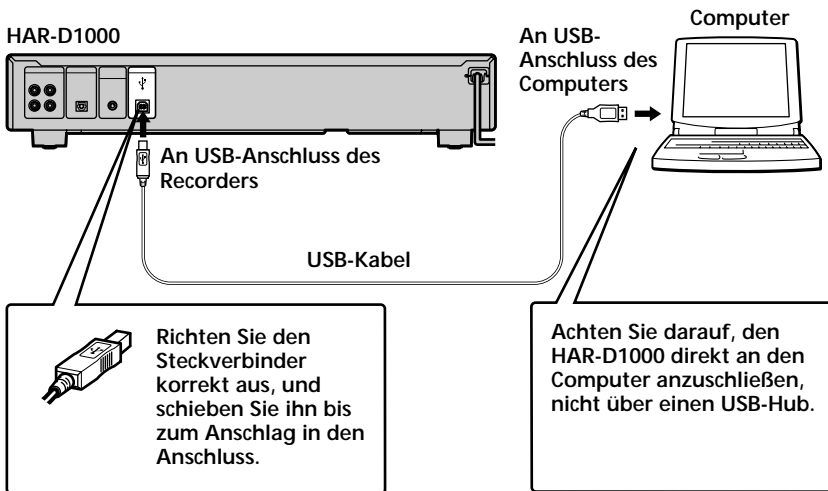 Computer
HAR-D1000
An USB-
Anschluss des
Computers
An USB-Anschluss des
Recorders
USB-Kabel
Richten Sie den
Steckverbinder
korrekt aus, und
schieben Sie ihn bis
zum Anschlag in den
Anschluss.
Achten Sie darauf, den
HAR-D1000 direkt an den
Computer anzuschließen,
nicht über einen USB-Hub.